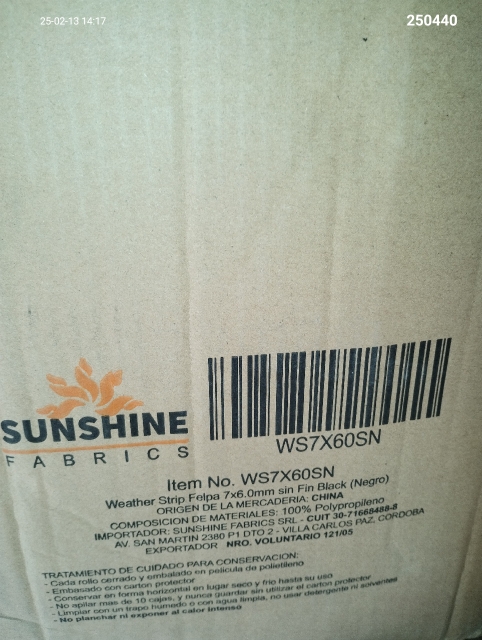 25-02-13 14:17
250440
SUNSHINE
FABRICS
WS7X60SN
Item No. WS7X60SN
Weather Strip Felpa 7x6.0mm sin Fin Black (Negro)
ORIGEN DE LA MERCADERIA: CHINA
COMPOSICION DE MATERIALES: 100% Polypropileno
IMPORTADOR: SUNSHINE FABRICS SRL - CUIT 30-71668488-8
AV. SAN MARTIN 2380 P1 DTO 2 - VILLA CARLOS PAZ, CORDOBA
EXPORTADOR NRO. VOLUNTARIO 121/05
TRATAMIENTO DE CUIDADO PARA CONSERVACION:
- Cada rollo cerrado y embalado en pelicula de polietileno
- Embasado con carton protector
- Conservar en forma horizontal en lugar seco y frio hasta su uso
- No apilar mas de 10 cajas, y nunca guardar sin utilizar el carton protector
- Limpiar con un trapo humedo o con agua limpia, no usar detergente ni solventes
- No planchar ni exponer al calor intenso